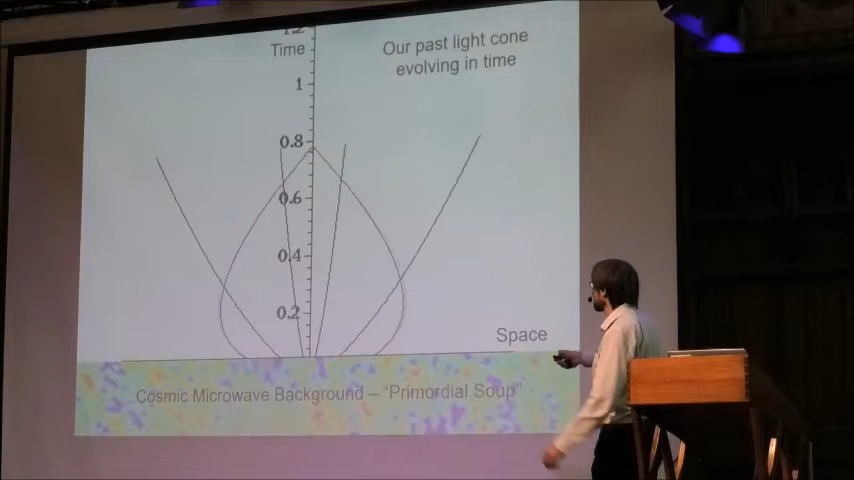 1.2
Time
Our past light cone
evolving in time
1
0.8
0.6
0.4
0.2
Space
Cosmic Microwave Background – “Primordial Soup”